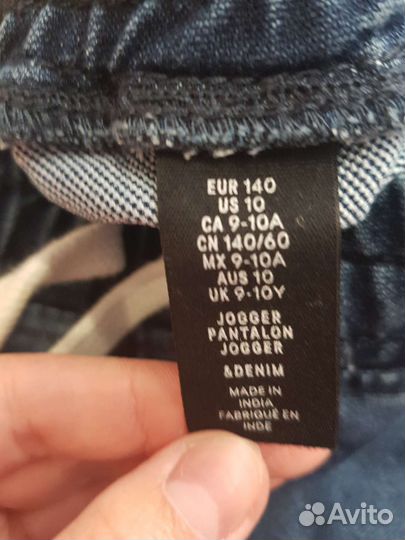 EUR 140
US 10
CA 9-10A
CN 140/60
MX 9-10A
AUS 10
UK 9-10Y
JOGGER
PANTALON
JOGGER
&DENIM
MADE IN
INDIA
FABRIQUÉ EN
INDE
Avito